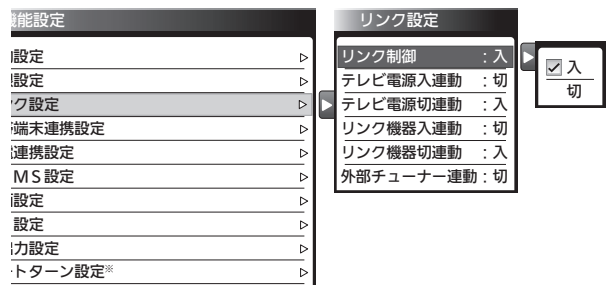 能設定
設定
設定
ク設定
端末連携設定
連携設定
ＭＳ設定
設定
設定
力設定
トターン設定※
リンク設定
リンク制御 ：入
テレビ電源入連動 ：切
テレビ電源切連動 ：入
リンク機器入連動 ：切
リンク機器切連動 ：入
外部チューナー連動：切
入
切